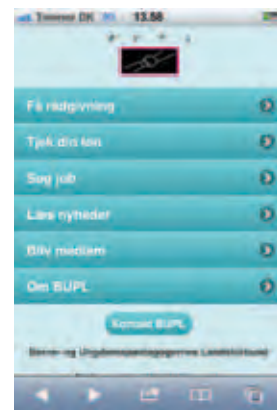 Telenor DK 3G 13.58
B U P L
Få rådgivning
Tjek din løn
Søg job
Læs nyheder
Bliv medlem
Om BUPL
Kontakt BUPL
Børne- og Ungdomspædagogernes Landsforbund